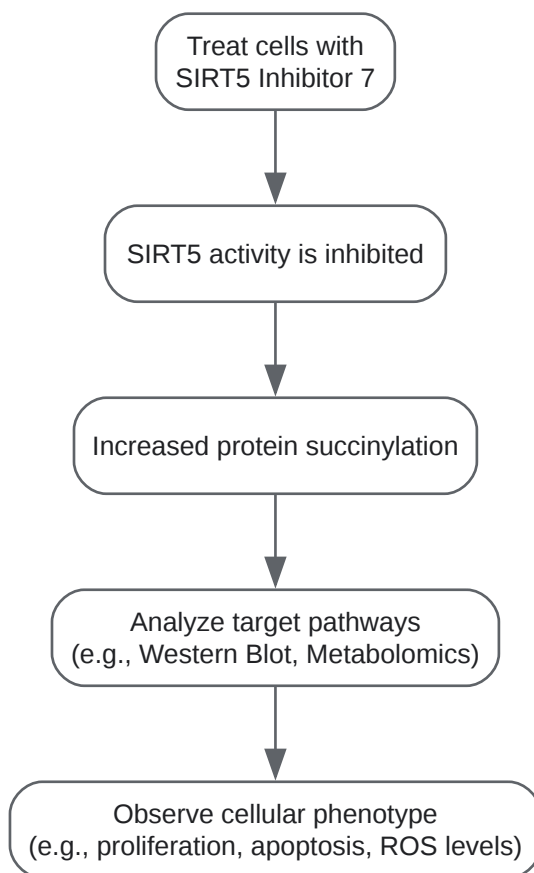 Treat cells with
SIRT5 Inhibitor 7
SIRT5 activity is inhibited
Increased protein succinylation
Analyze target pathways
(e.g., Western Blot, Metabolomics)
Observe cellular phenotype
(e.g., proliferation, apoptosis, ROS levels)